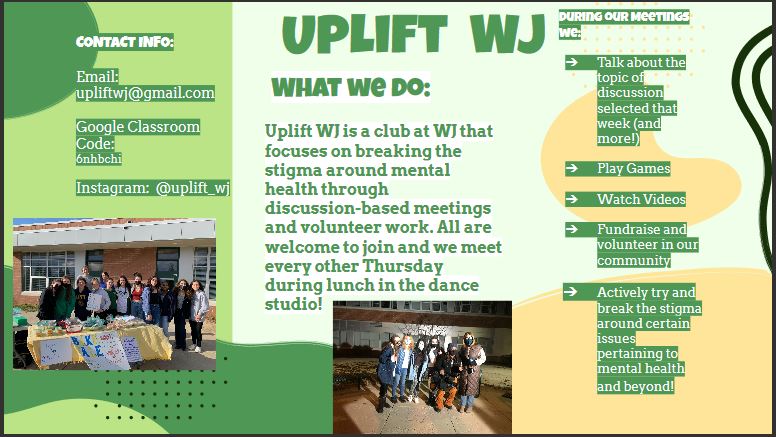 CONTACT INFO:
Email:
upliftwj@gmail.com
Google Classroom
Code:
6nhbchi
Instagram: @uplift_wj
UPLIFT WJ
WHAT WE DO:
Uplift WJ is a club at WJ that
focuses on breaking the
stigma around mental
health through
discussion-based meetings
and volunteer work. All are
welcome to join and we meet
every other Thursday
during lunch in the dance
studio!
DURING OUR MEETINGS
WE:
➔ Talk about the
topic of
discussion
selected that
week (and
more!)
➔ Play Games
➔ Watch Videos
➔ Fundraise and
volunteer in our
community
➔ Actively try and
break the stigma
around certain
issues
pertaining to
mental health
and beyond!
BAKE
SALE